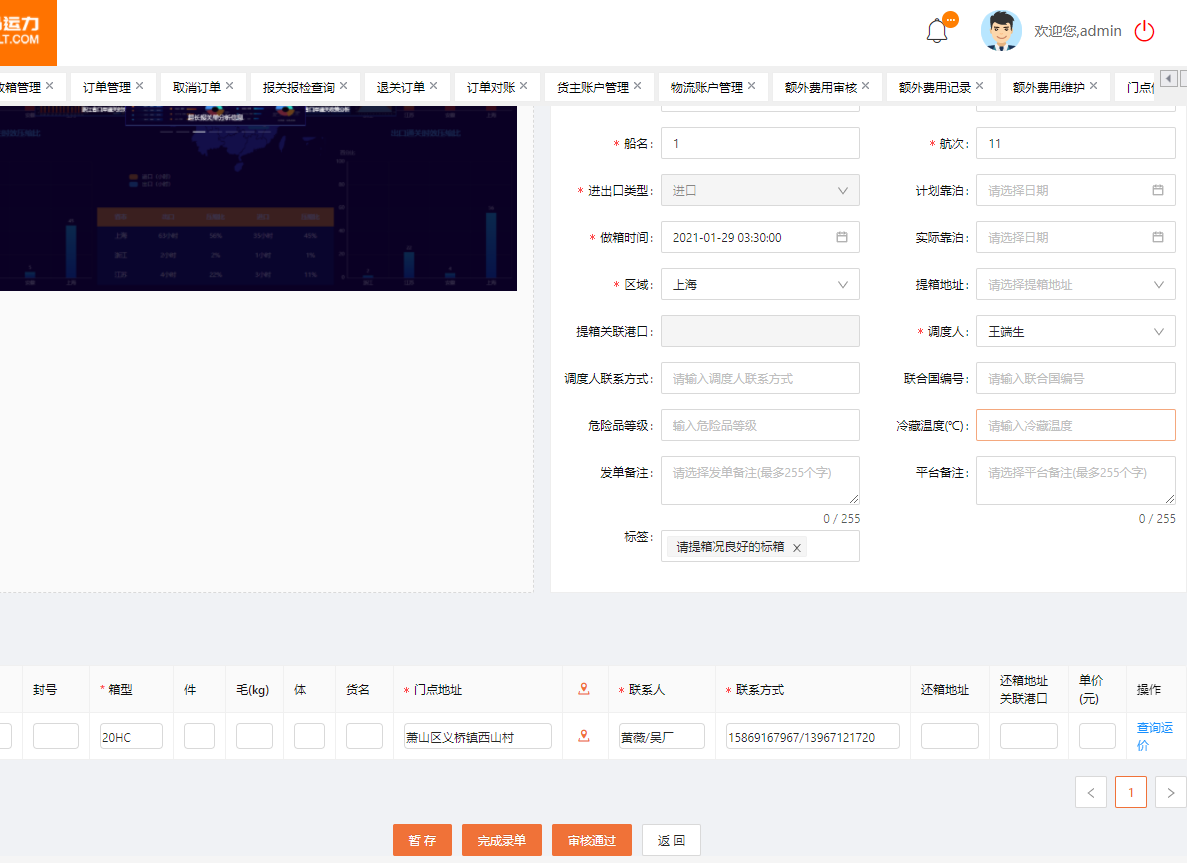 运力
LT.COM
欢迎您,admin
箱管理 × 订单管理 × 取消订单 × 报关报检查询 × 退关订单 × 订单对账 × 货主账户管理 × 物流账户管理 × 额外费用审核 × 额外费用记录 × 额外费用维护 × 门点
* 船名: 1 * 航次: 11
* 进出口类型: 进口 计划靠泊: 请选择日期
* 做箱时间: 2021-01-29 03:30:00 实际靠泊: 请选择日期
* 区域: 上海 提箱地址: 请选择提箱地址
提箱关联港口: * 调度人: 王端生
调度人联系方式: 请输入调度人联系方式 联合国编号: 请输入联合国编号
危险品等级: 输入危险品等级 冷藏温度(℃): 请输入冷藏温度
发单备注: 请选择发单备注(最多255个字) 平台备注: 请选择平台备注(最多255个字)
0 / 255 0 / 255
标签: 请提箱况良好的标箱 ×
封号 * 箱型 件 毛(kg) 体 货名 * 门点地址 * 联系人 * 联系方式 还箱地址 还箱地址
关联港口 单价
(元) 操作
20HC 萧山区义桥镇西山村 黄薇/吴厂 15869167967/13967121720 查询运
价
< 1 >
暂 存 完成录单 审核通过 返 回